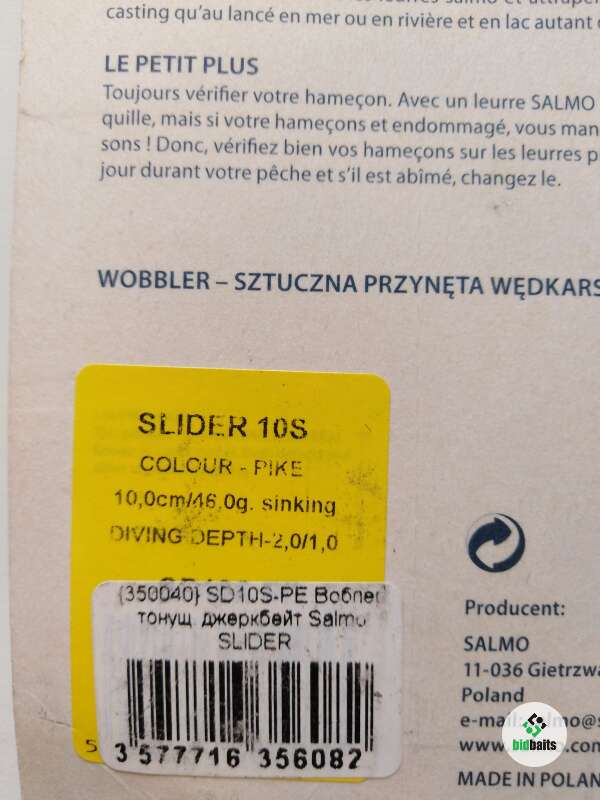 casting qu'au lancé en mer ou en rivière et en lac autant
LE PETIT PLUS
Toujours vérifier votre hameçon. Avec un leurre SALMO
quille, mais si votre hameçons et endommagé, vous man
sons ! Donc, vérifiez bien vos hameçons sur les leurres p
jour durant votre pêche et s'il est abîmé, changez le.
WOBBLER – SZTUCZNA PRZYNĘTA WĘDKARS
SLIDER 10S
COLOUR - PIKE
10,0cm/46,0g. sinking
DIVING DEPTH-2,0/1,0
{350040} SD10S-PE Воблер
тонущ. джеркбейт Salmo
SLIDER
5
3 577716 356082
Producent:
SALMO
11-036 Gietrzwa
Poland
e-mail: salmo@s
www.
MADE IN POLAN
bidbaits